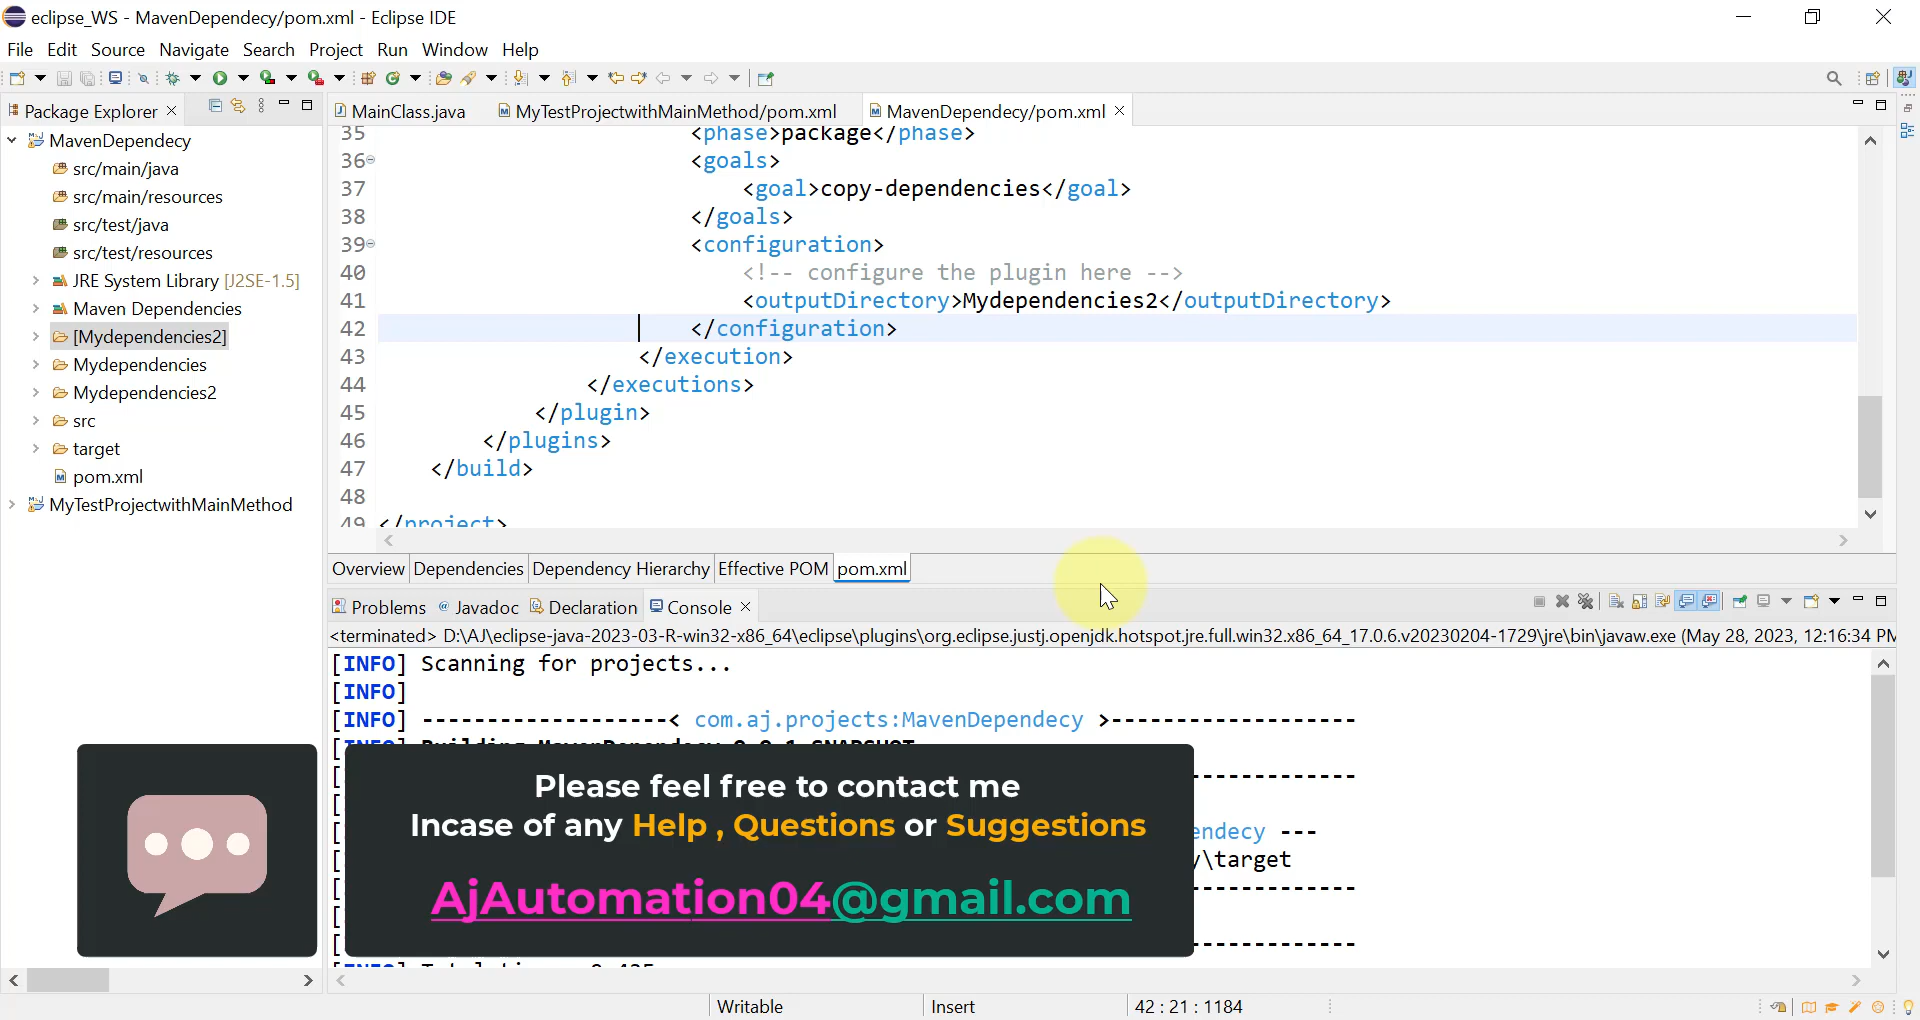 eclipse_WS - MavenDependecy/pom.xml - Eclipse IDE
File Edit Source Navigate Search Project Run Window Help
Package Explorer
MavenDependecy
src/main/java
src/main/resources
src/test/java
src/test/resources
JRE System Library [J2SE-1.5]
Maven Dependencies
[Mydependencies2]
Mydependencies
Mydependencies2
src
target
pom.xml
MyTestProjectwithMainMethod
MainClass.java MyTestProjectwithMainMethod/pom.xml MavenDependecy/pom.xml
35 <phase>package</phase>
36 <goals>
37 <goal>copy-dependencies</goal>
38 </goals>
39 <configuration>
40 <!-- configure the plugin here -->
41 <outputDirectory>Mydependencies2</outputDirectory>
42 </configuration>
43 </execution>
44 </executions>
45 </plugin>
46 </plugins>
47 </build>
48
49 </project>
Overview Dependencies Dependency Hierarchy Effective POM pom.xml
Problems Javadoc Declaration Console
<terminated> D:\AJ\eclipse-java-2023-03-R-win32-x86_64\eclipse\plugins\org.eclipse.justj.openjdk.hotspot.jre.full.win32.x86_64_17.0.6.v20230204-1729\jre\bin\javaw.exe (May 28, 2023, 12:16:34 PM
[INFO] Scanning for projects...
[INFO]
[INFO] -------------------< com.aj.projects:MavenDependecy >-------------------
endecy ---
\target
Please feel free to contact me
Incase of any Help , Questions or Suggestions
AjAutomation04@gmail.com
Writable Insert 42 : 21 : 1184